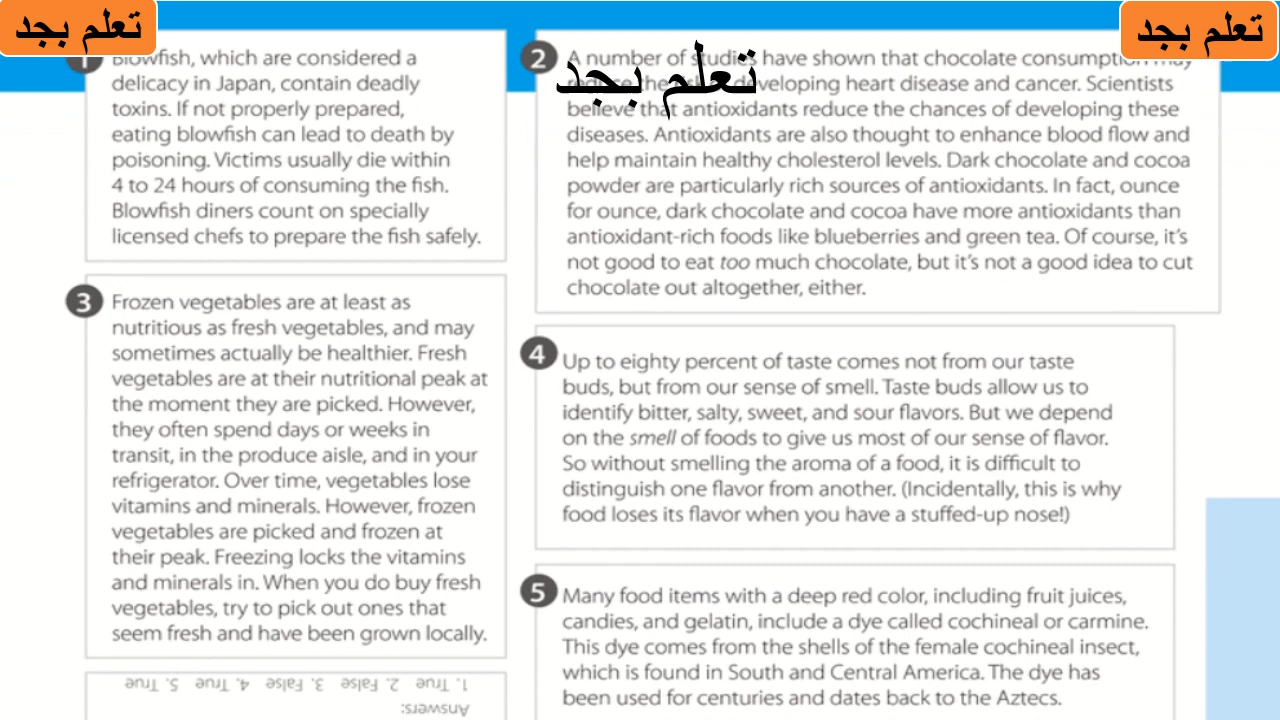 تعلم بجد
تعلم بجد
تعلم بجد
1
Blowfish, which are considered a
delicacy in Japan, contain deadly
toxins. If not properly prepared,
eating blowfish can lead to death by
poisoning. Victims usually die within
4 to 24 hours of consuming the fish.
Blowfish diners count on specially
licensed chefs to prepare the fish safely.
2
A number of studies have shown that chocolate consumption may
reduce the risk developing heart disease and cancer. Scientists
believe that antioxidants reduce the chances of developing these
diseases. Antioxidants are also thought to enhance blood flow and
help maintain healthy cholesterol levels. Dark chocolate and cocoa
powder are particularly rich sources of antioxidants. In fact, ounce
for ounce, dark chocolate and cocoa have more antioxidants than
antioxidant-rich foods like blueberries and green tea. Of course, it's
not good to eat too much chocolate, but it's not a good idea to cut
chocolate out altogether, either.
3
Frozen vegetables are at least as
nutritious as fresh vegetables, and may
sometimes actually be healthier. Fresh
vegetables are at their nutritional peak at
the moment they are picked. However,
they often spend days or weeks in
transit, in the produce aisle, and in your
refrigerator. Over time, vegetables lose
vitamins and minerals. However, frozen
vegetables are picked and frozen at
their peak. Freezing locks the vitamins
and minerals in. When you do buy fresh
vegetables, try to pick out ones that
seem fresh and have been grown locally.
4
Up to eighty percent of taste comes not from our taste
buds, but from our sense of smell. Taste buds allow us to
identify bitter, salty, sweet, and sour flavors. But we depend
on the smell of foods to give us most of our sense of flavor.
So without smelling the aroma of a food, it is difficult to
distinguish one flavor from another. (Incidentally, this is why
food loses its flavor when you have a stuffed-up nose!)
5
Many food items with a deep red color, including fruit juices,
candies, and gelatin, include a dye called cochineal or carmine.
This dye comes from the shells of the female cochineal insect,
which is found in South and Central America. The dye has
been used for centuries and dates back to the Aztecs.
Answers:
1. True 2. False 3. False 4. True 5. True